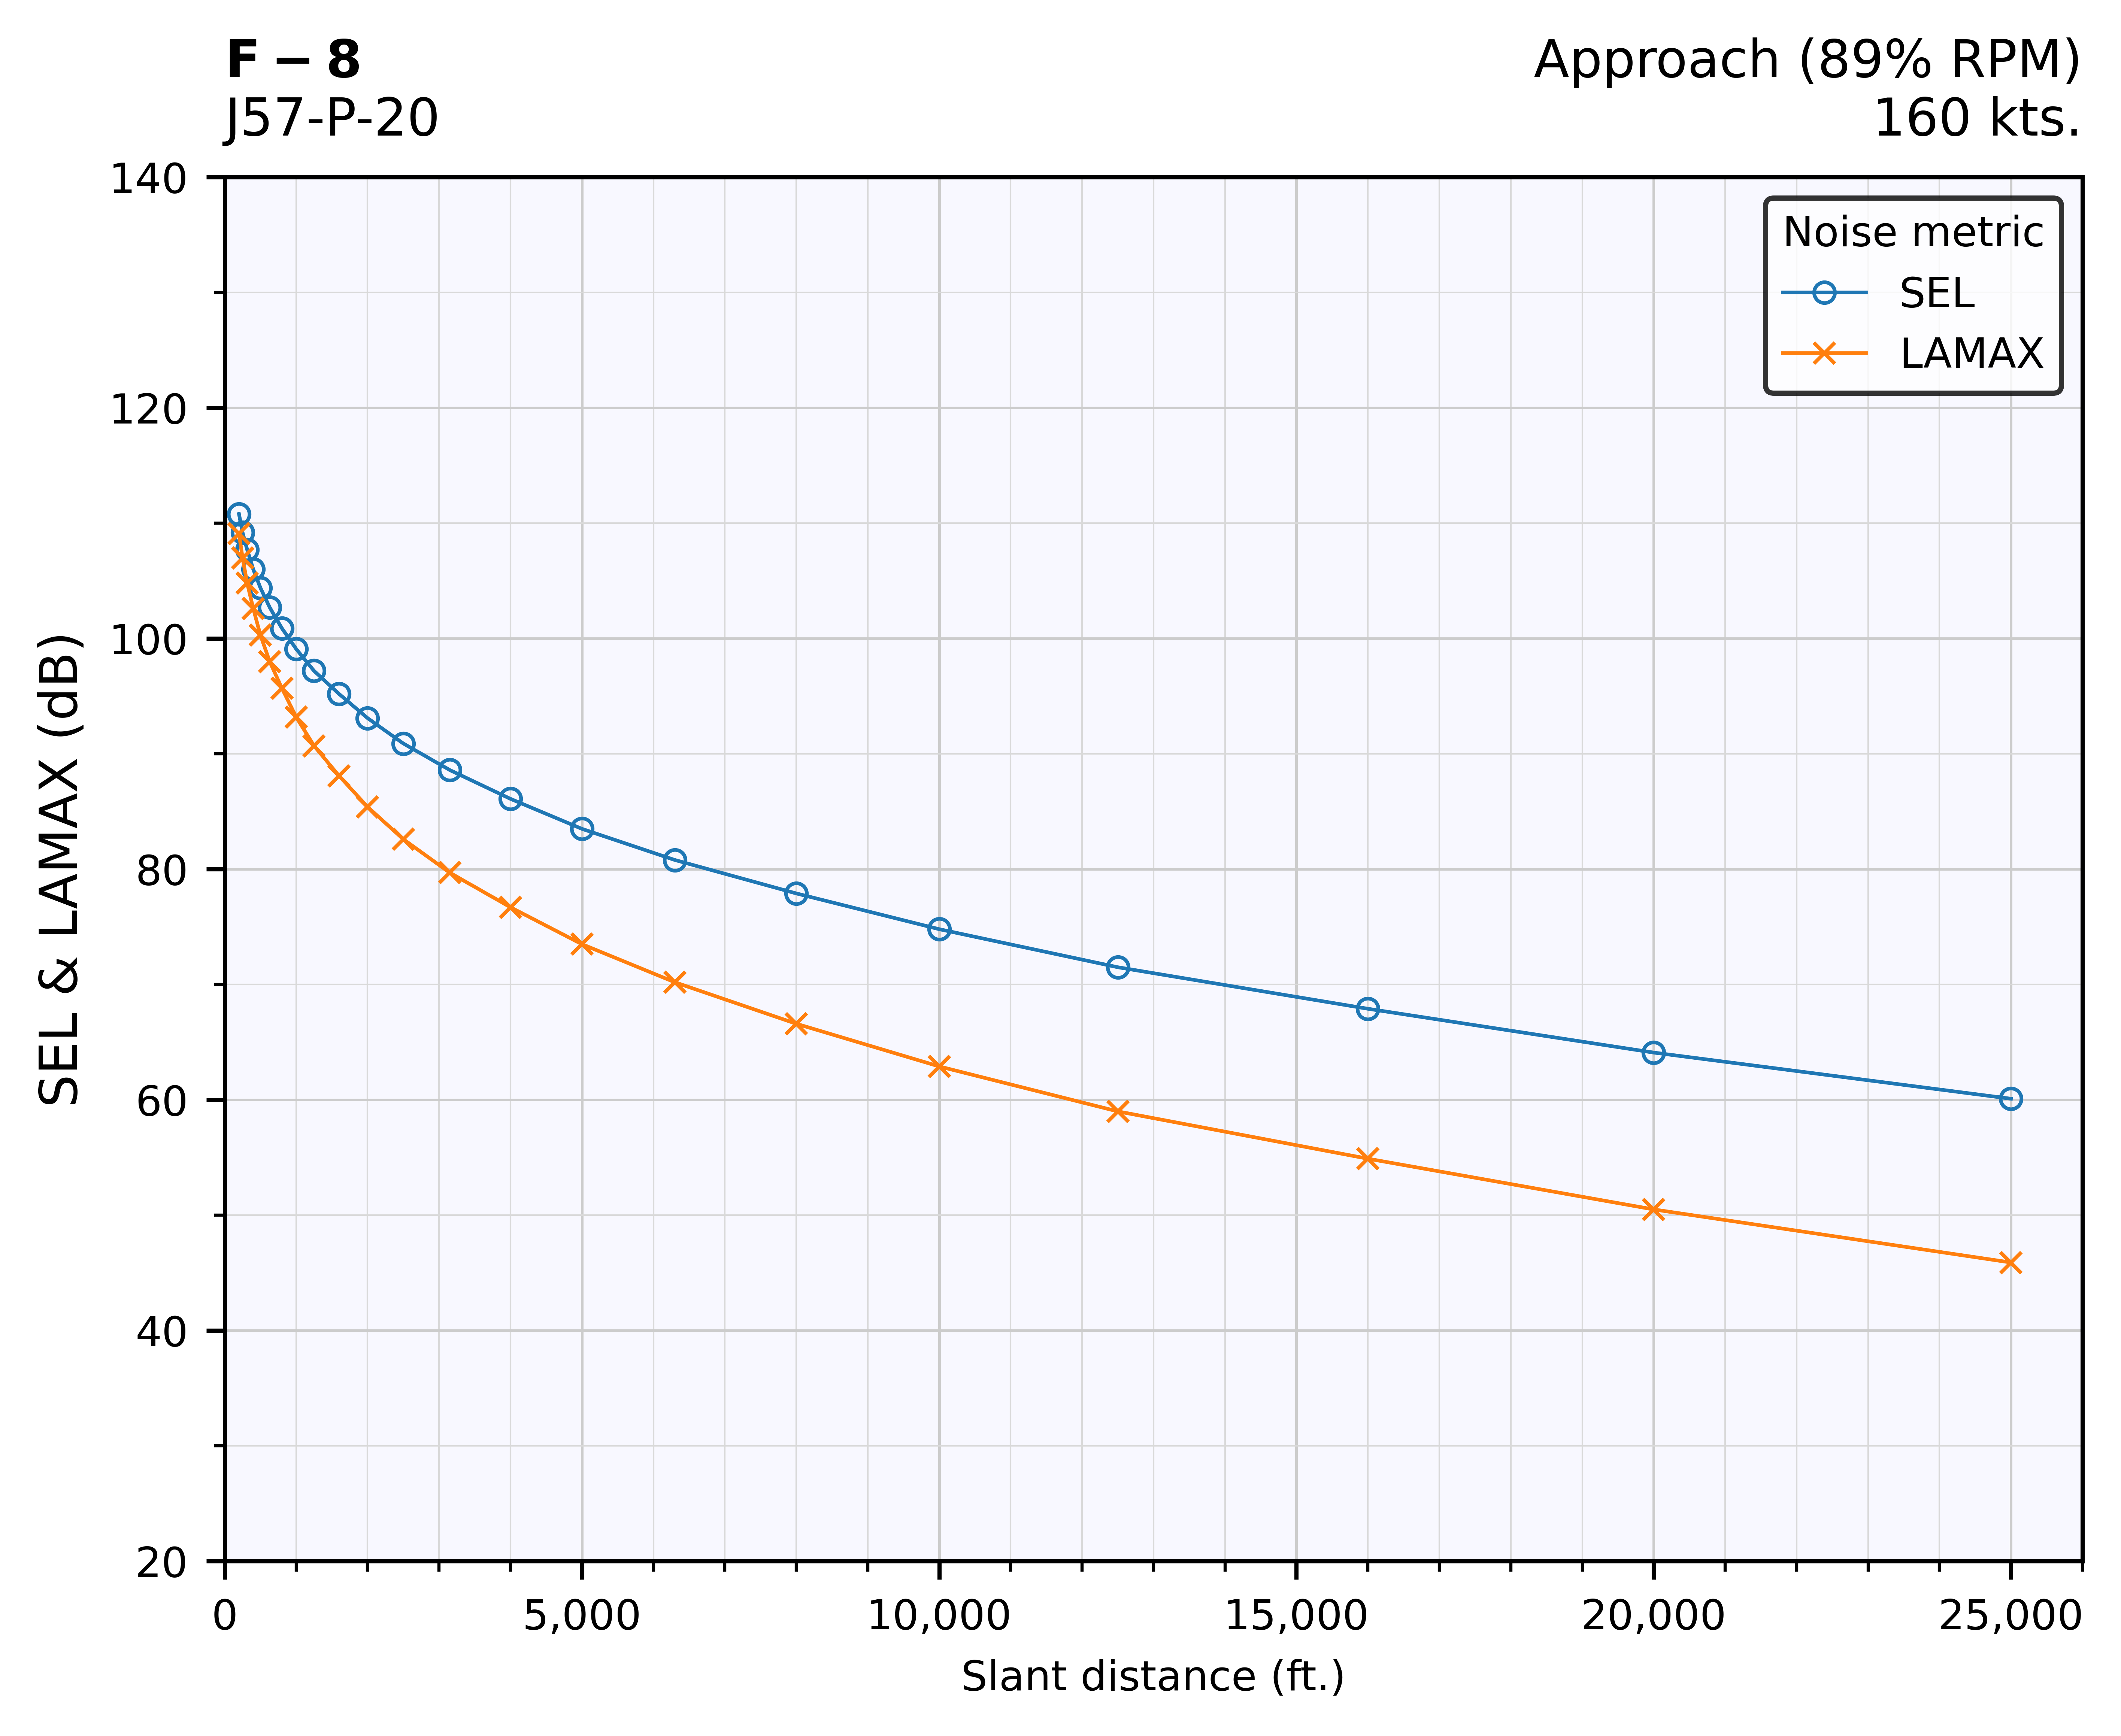 F − 8
J57-P-20
Approach (89% RPM)
160 kts.
140
120
100
80
60
40
20
SEL & LAMAX (dB)
Noise metric
SEL
LAMAX
0
5,000
10,000
15,000
20,000
25,000
Slant distance (ft.)